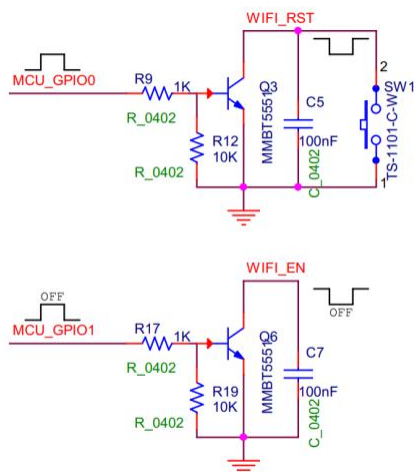 WIFI_RST
MCU_GPIO0
R9
1K
Q3
2
SW1
R_0402
R12
10K
R_0402
MMBT5551
C5
100nF
C_0402
TS-1101-C-W
1
WIFI_EN
OFF
MCU_GPIO1
R17
1K
Q6
OFF
R_0402
R19
10K
R_0402
MMBT5551
C7
100nF
C_0402